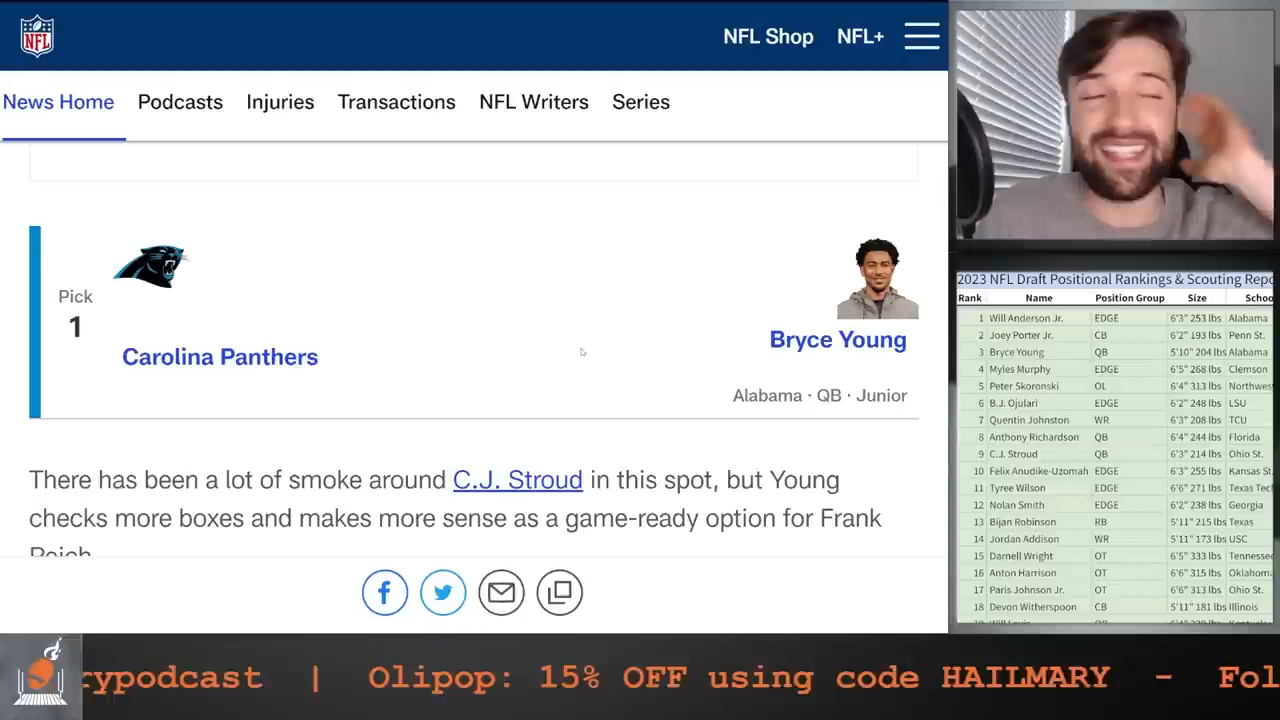 NFL
NFL Shop
NFL+
News Home
Podcasts
Injuries
Transactions
NFL Writers
Series
Pick
1
Carolina Panthers
Bryce Young
Alabama · QB · Junior
There has been a lot of smoke around C.J. Stroud in this spot, but Young
checks more boxes and makes more sense as a game-ready option for Frank
Reich
2023 NFL Draft Positional Rankings & Scouting Repo
Rank Name Position Group Size Schoo
1 Will Anderson Jr. EDGE 6'3" 253 lbs Alabama
2 Joey Porter Jr. CB 6'2" 193 lbs Penn St.
3 Bryce Young QB 5'10" 204 lbs Alabama
4 Myles Murphy EDGE 6'5" 268 lbs Clemson
5 Peter Skoronski OL 6'4" 313 lbs Northwes
6 B.J. Ojulari EDGE 6'2" 248 lbs LSU
7 Quentin Johnston WR 6'3" 208 lbs TCU
8 Anthony Richardson QB 6'4" 244 lbs Florida
9 C.J. Stroud QB 6'3" 214 lbs Ohio St.
10 Felix Anudike-Uzomah EDGE 6'3" 255 lbs Kansas St.
11 Tyree Wilson EDGE 6'6" 271 lbs Texas Tec
12 Nolan Smith EDGE 6'2" 238 lbs Georgia
13 Bijan Robinson RB 5'11" 215 lbs Texas
14 Jordan Addison WR 5'11" 173 lbs USC
15 Darnell Wright OT 6'5" 333 lbs Tennesse
16 Anton Harrison OT 6'6" 315 lbs Oklahom
17 Paris Johnson Jr. OT 6'6" 313 lbs Ohio St.
18 Devon Witherspoon CB 5'11" 181 lbs Illinois
rypodcast | Olipop: 15% OFF using code HAILMARY - Fol